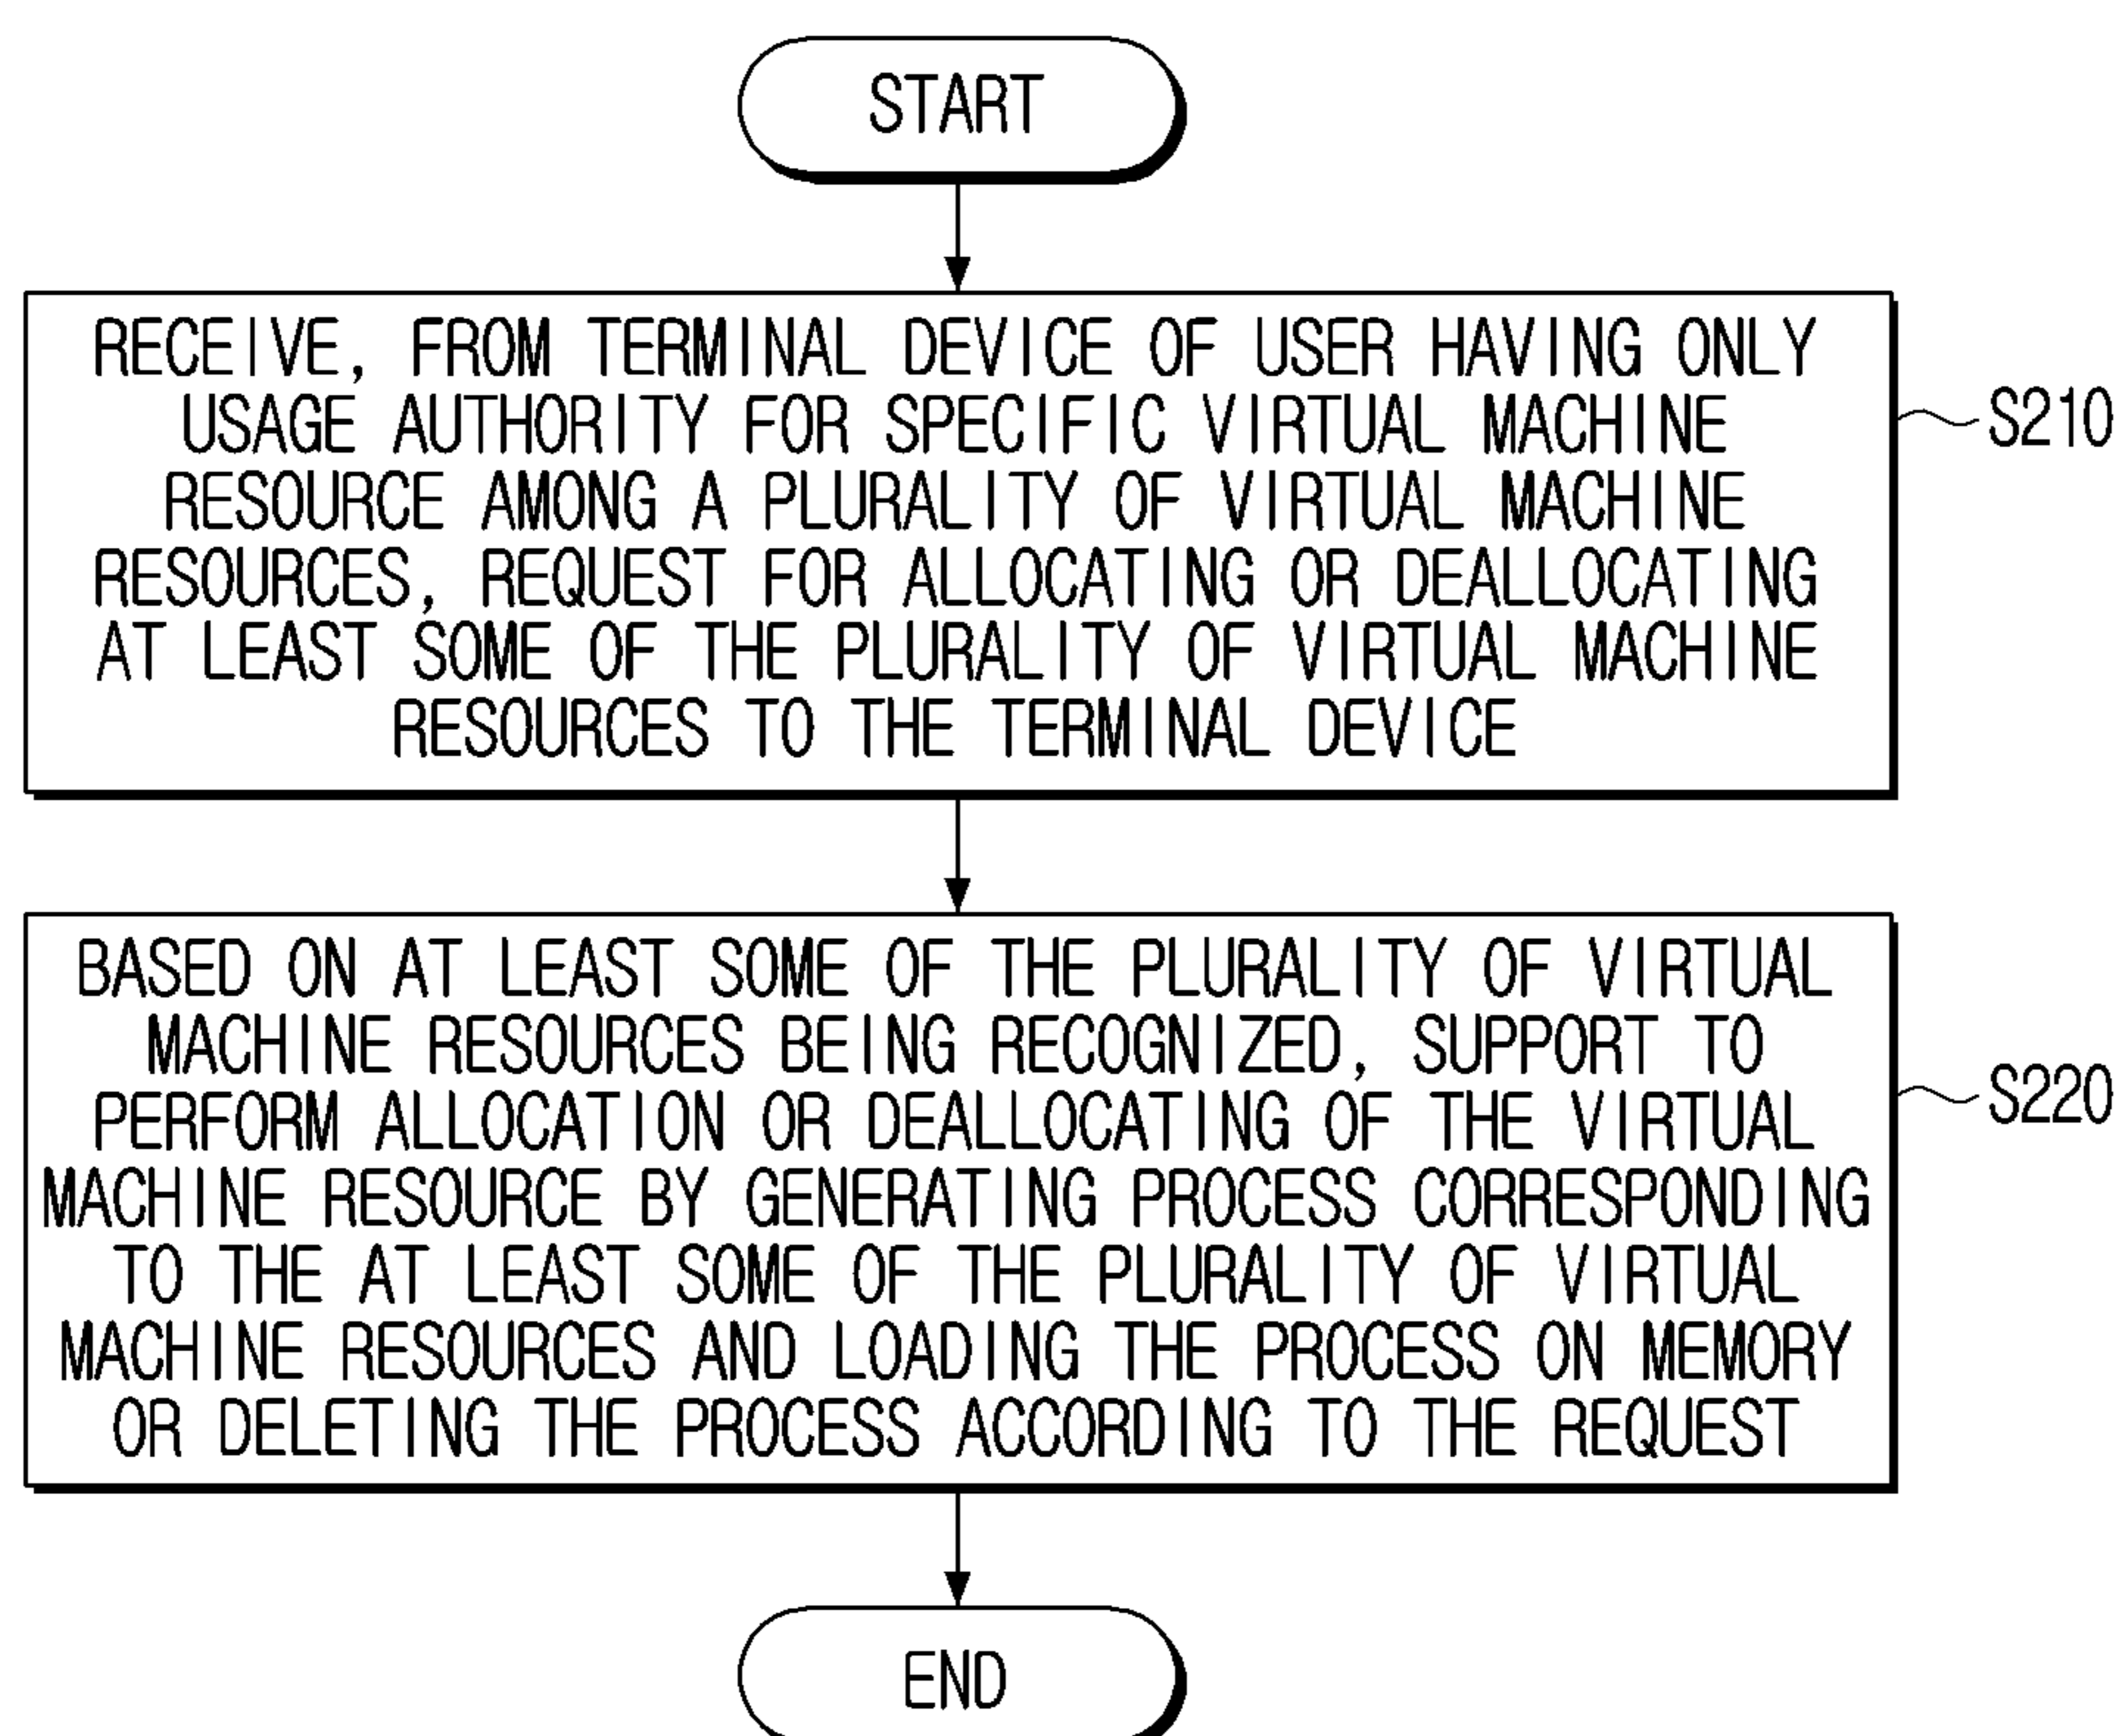 START
RECEIVE, FROM TERMINAL DEVICE OF USER HAVING ONLY
USAGE AUTHORITY FOR SPECIFIC VIRTUAL MACHINE
RESOURCE AMONG A PLURALITY OF VIRTUAL MACHINE
RESOURCES, REQUEST FOR ALLOCATING OR DEALLOCATING
AT LEAST SOME OF THE PLURALITY OF VIRTUAL MACHINE
RESOURCES TO THE TERMINAL DEVICE
S210
BASED ON AT LEAST SOME OF THE PLURALITY OF VIRTUAL
MACHINE RESOURCES BEING RECOGNIZED, SUPPORT TO
PERFORM ALLOCATION OR DEALLOCATING OF THE VIRTUAL
MACHINE RESOURCE BY GENERATING PROCESS CORRESPONDING
TO THE AT LEAST SOME OF THE PLURALITY OF VIRTUAL
MACHINE RESOURCES AND LOADING THE PROCESS ON MEMORY
OR DELETING THE PROCESS ACCORDING TO THE REQUEST
S220
END